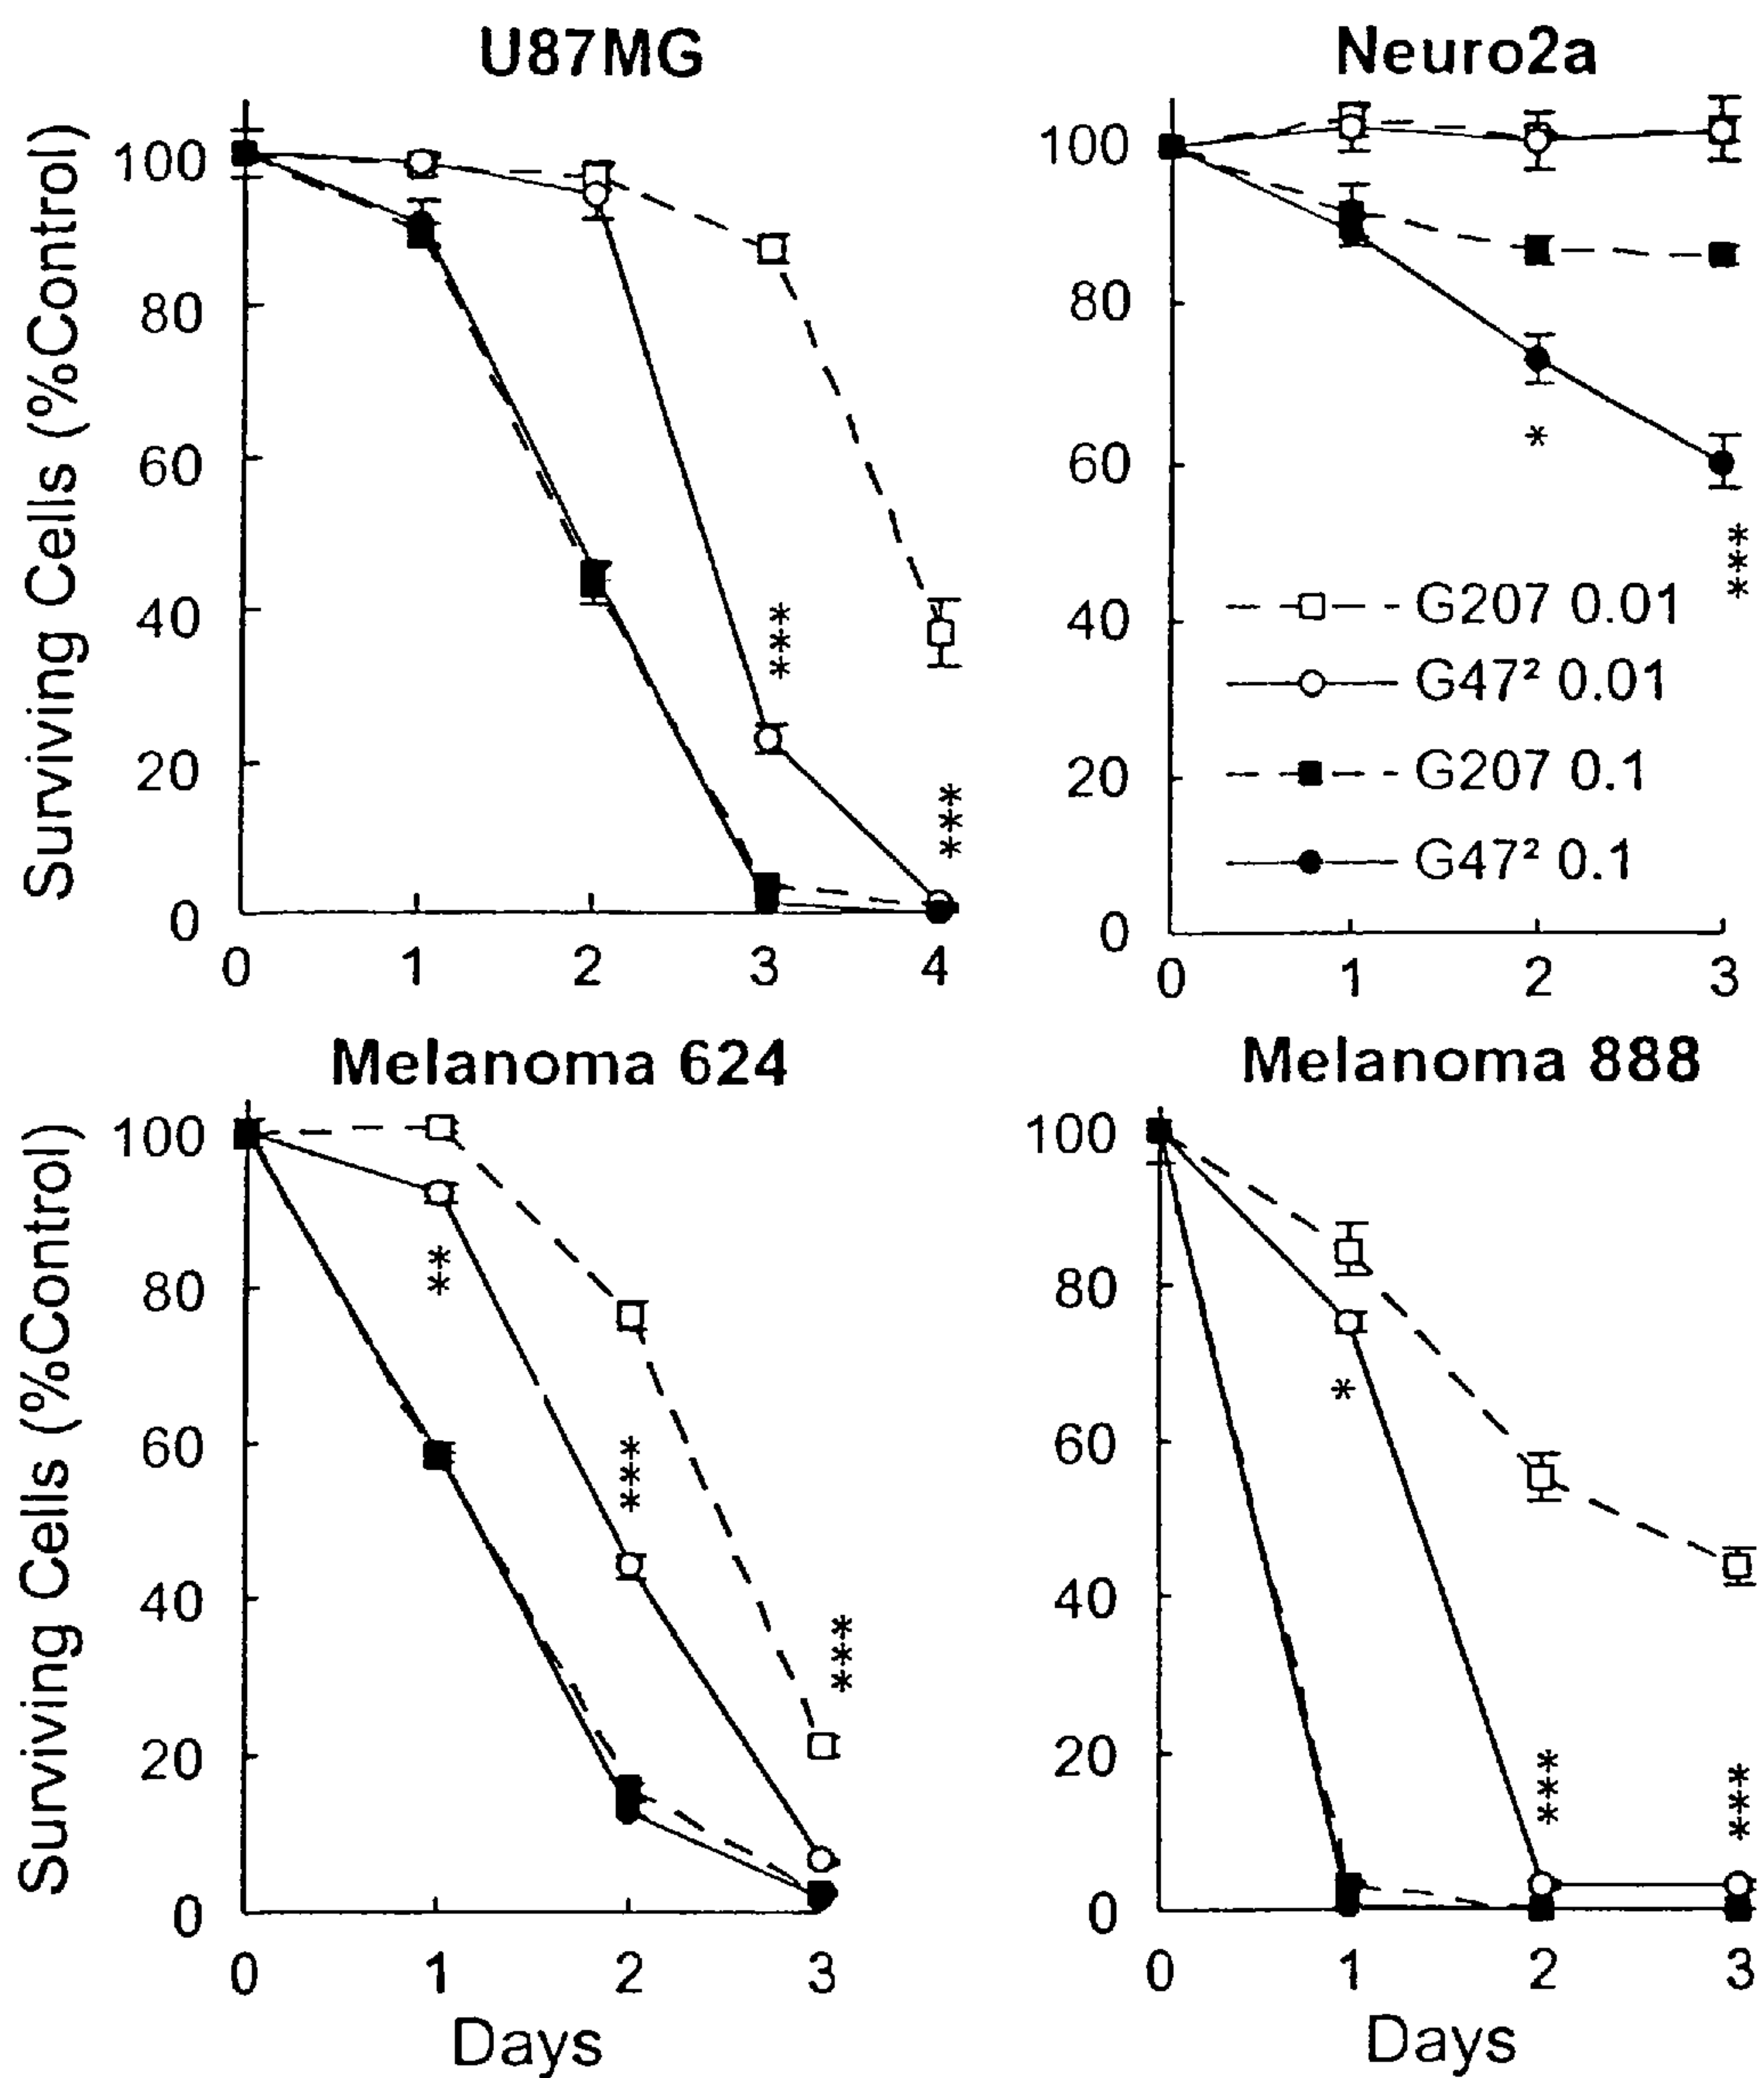 U87MG
Neuro2a
Surviving Cells (%Control)
100
80
60
40
20
0
0 1 2 3 4
***
***
100
80
60
40
20
0
0 1 2 3
*
***
G207 0.01
G47² 0.01
G207 0.1
G47² 0.1
Melanoma 624
Melanoma 888
Surviving Cells (%Control)
100
80
60
40
20
0
0 1 2 3
Days
**
***
***
100
80
60
40
20
0
0 1 2 3
Days
*
***
***